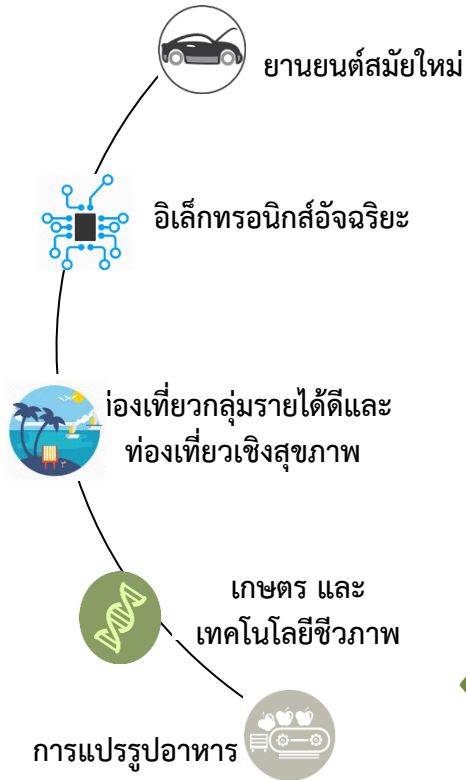 ยานยนต์สมัยใหม่
อิเล็กทรอนิกส์อัจฉริยะ
่องเที่ยวกลุ่มรายได้ดีและ
ท่องเที่ยวเชิงสุขภาพ
เกษตร และ
เทคโนโลยีชีวภาพ
การแปรรูปอาหาร